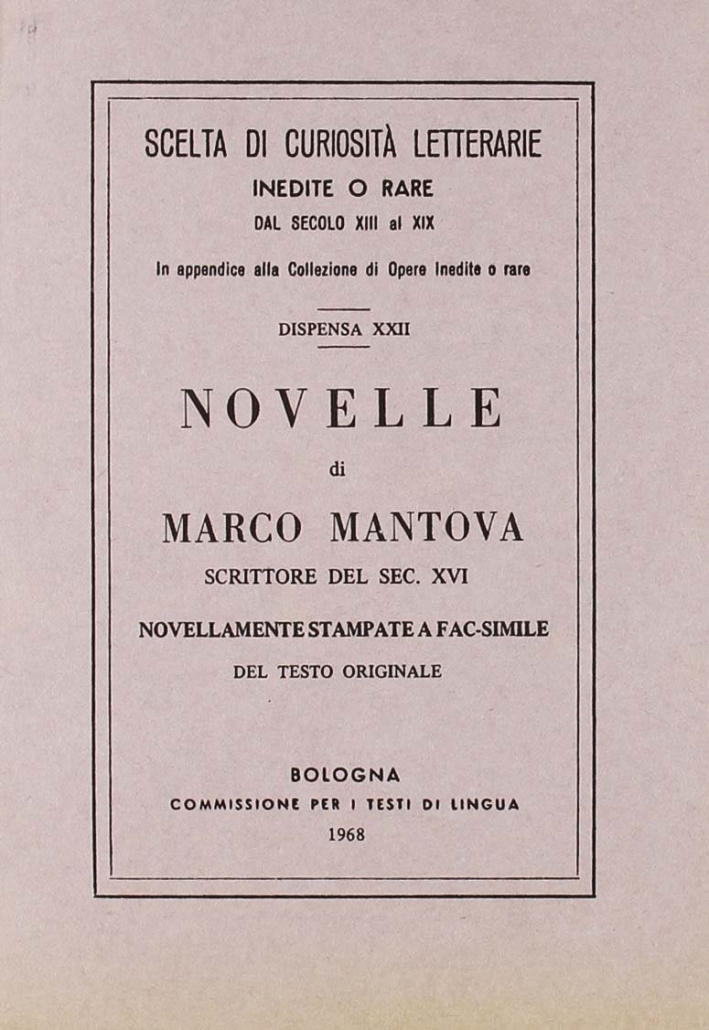 SCELTA DI CURIOSITÀ LETTERARIE
INEDITE O RARE
DAL SECOLO XIII al XIX
In appendice alla Collezione di Opere Inedite o rare
DISPENSA XXII
NOVELLE
di
MARCO MANTOVA
SCRITTORE DEL SEC. XVI
NOVELLAMENTE STAMPATE A FAC-SIMILE
DEL TESTO ORIGINALE
BOLOGNA
COMMISSIONE PER I TESTI DI LINGUA
1968